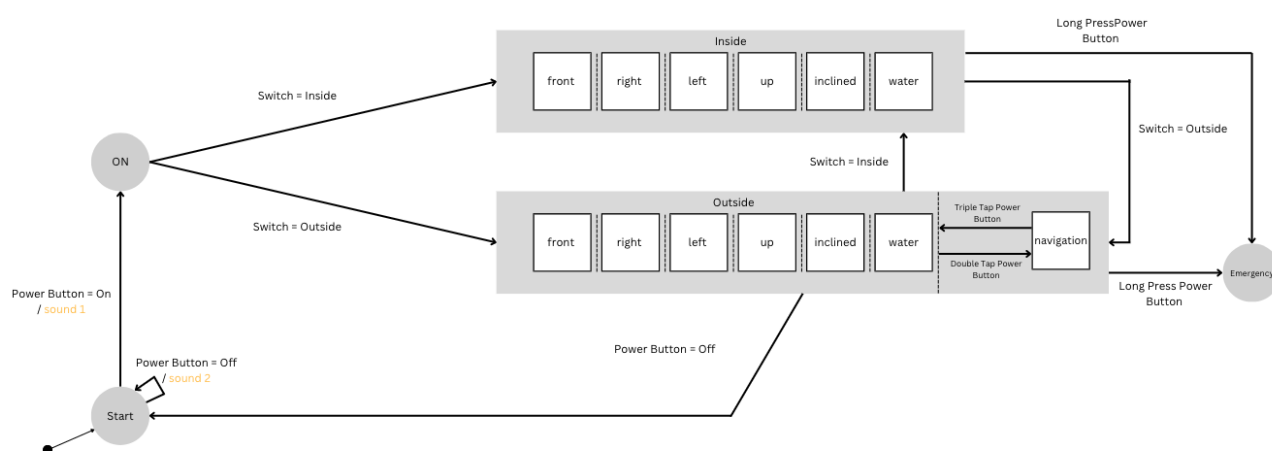 Long PressPower
Button
Inside
front
right
left
up
inclined
water
Switch = Inside
Switch = Outside
ON
Switch = Inside
Outside
front
right
left
up
inclined
water
Triple Tap Power
Button
navigation
Double Tap Power
Button
Switch = Outside
Emergency
Long Press Power
Button
Power Button = On
/ sound 1
Power Button = Off
Power Button = Off
/ sound 2
Start